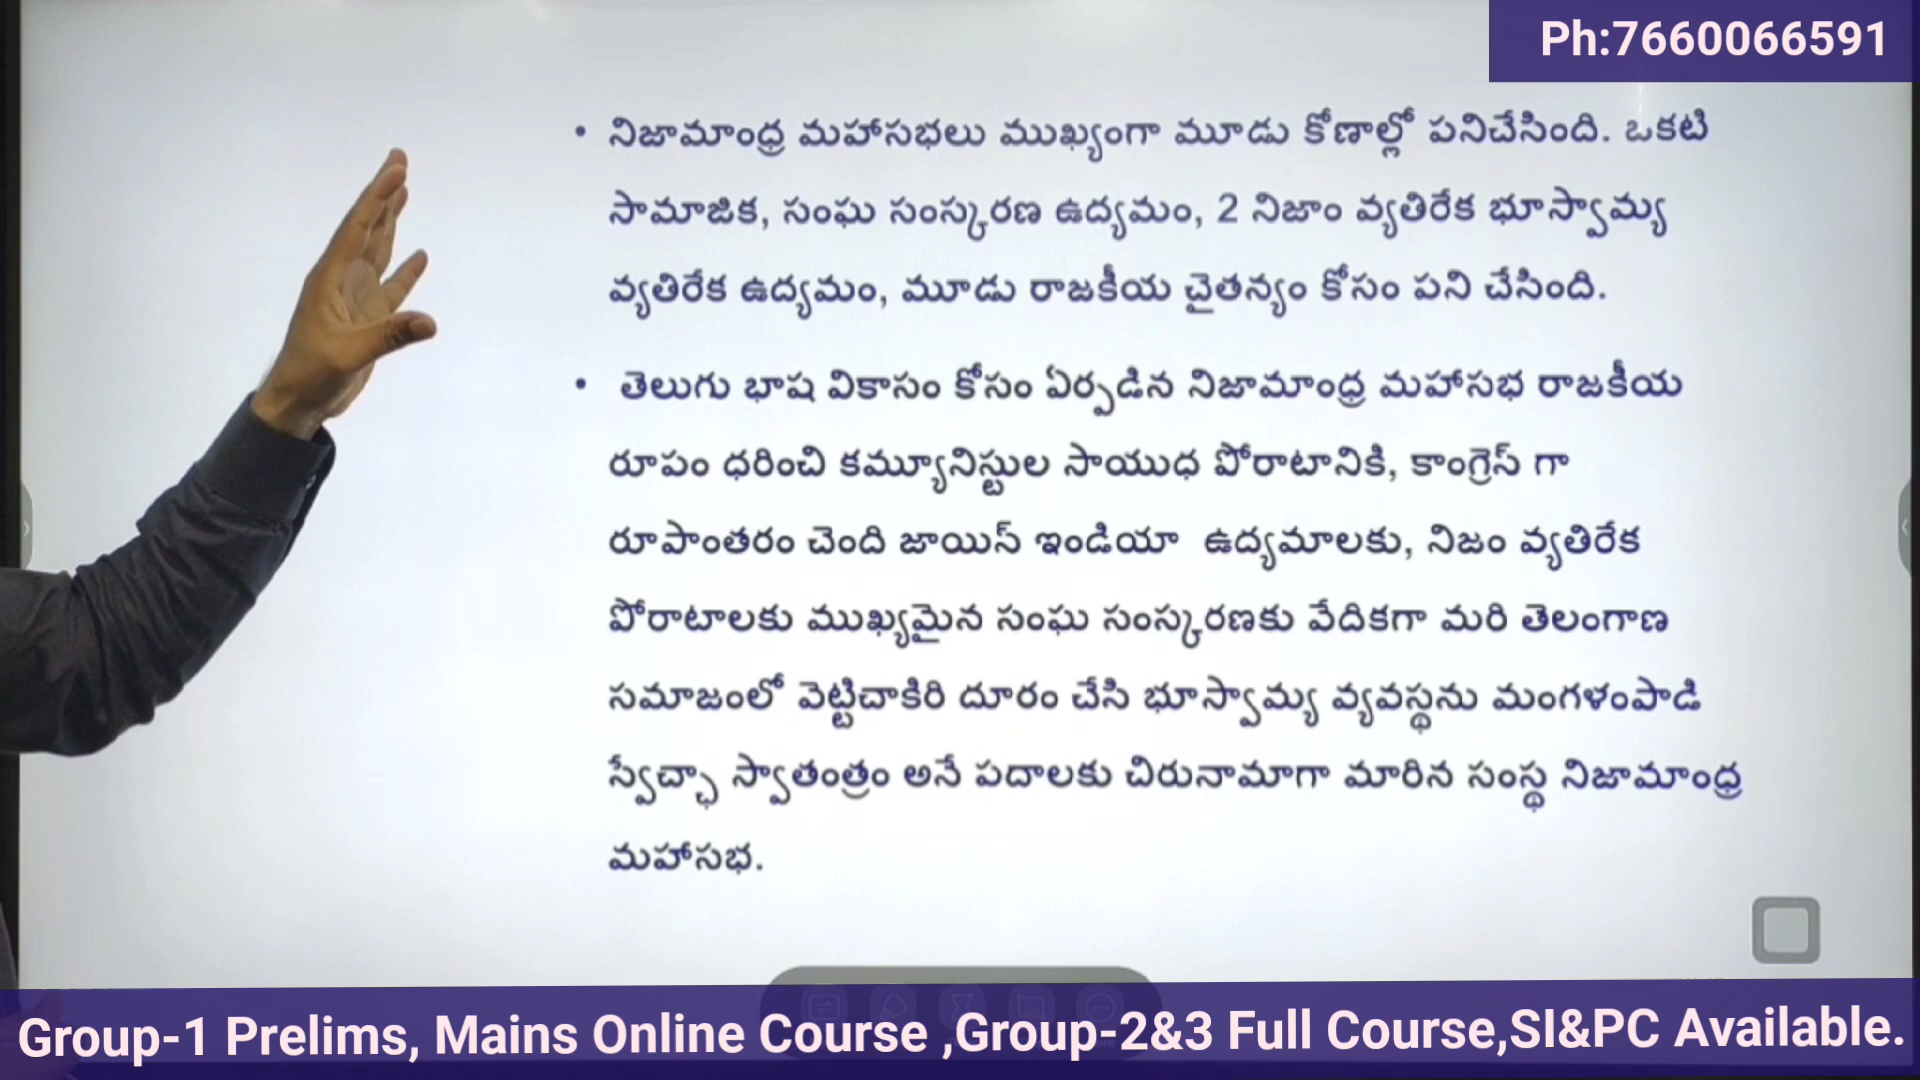 Ph:7660066591
• నిజామాంధ్ర మహాసభలు ముఖ్యంగా మూడు కోణాల్లో పనిచేసింది. ఒకటి
సామాజిక, సంఘ సంస్కరణ ఉద్యమం, 2 నిజాం వ్యతిరేక భూస్వామ్య
వ్యతిరేక ఉద్యమం, మూడు రాజకీయ చైతన్యం కోసం పని చేసింది.
• తెలుగు భాష వికాసం కోసం ఏర్పడిన నిజామాంధ్ర మహాసభ రాజకీయ
రూపం ధరించి కమ్యూనిస్టుల సాయుధ పోరాటానికి, కాంగ్రెస్ గా
రూపాంతరం చెంది జాయిన్ ఇండియా ఉద్యమాలకు, నిజం వ్యతిరేక
పోరాటాలకు ముఖ్యమైన సంఘ సంస్కరణకు వేదికగా మరి తెలంగాణ
సమాజంలో వెట్టిచాకిరి దూరం చేసి భూస్వామ్య వ్యవస్థను మంగళంపాడి
స్వేచ్ఛా స్వాతంత్రం అనే పదాలకు చిరునామాగా మారిన సంస్థ నిజామాంధ్ర
మహాసభ.
Group-1 Prelims, Mains Online Course ,Group-2&3 Full Course,SI&PC Available.